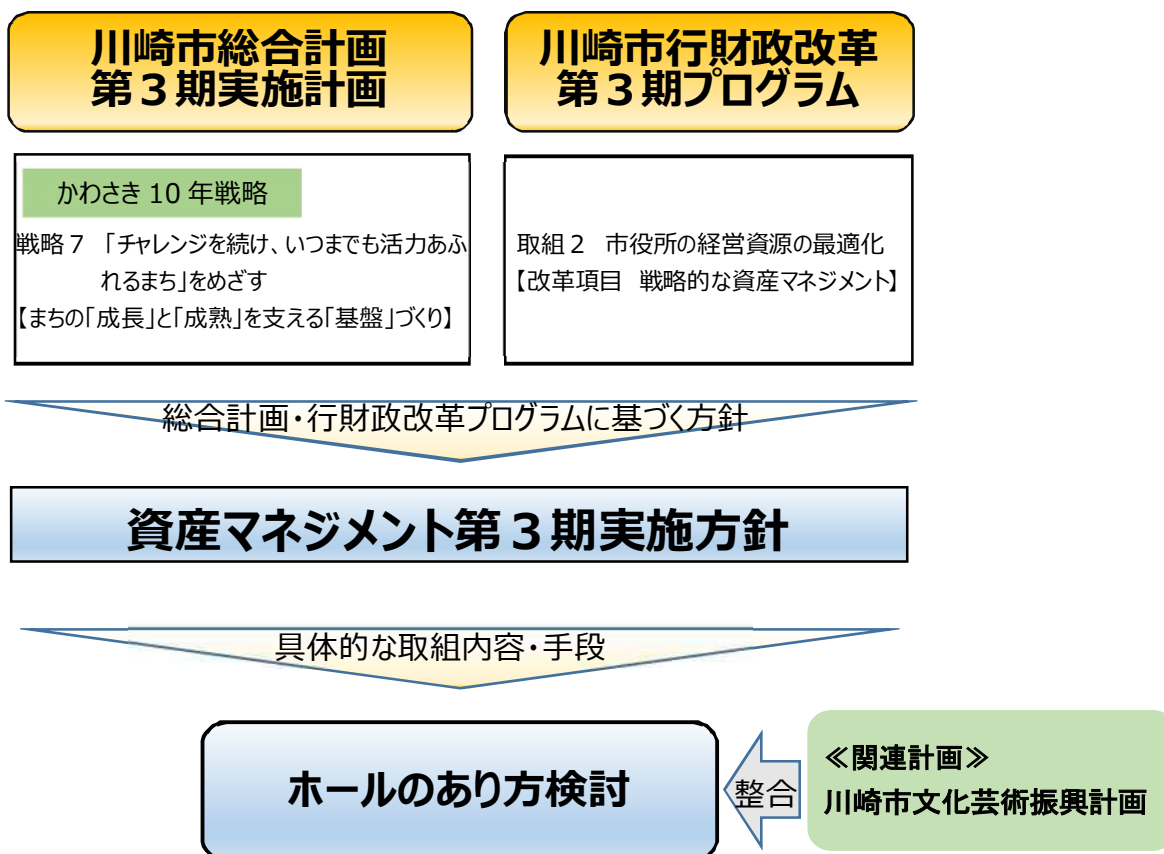 川崎市総合計画
第３期実施計画
川崎市行財政改革
第３期プログラム
かわさき 10 年戦略
戦略７　「チャレンジを続け、いつまでも活力あふ
れるまち」をめざす
【まちの「成長」と「成熟」を支える「基盤」づくり】
取組２　市役所の経営資源の最適化
【改革項目　戦略的な資産マネジメント】
総合計画・行財政改革プログラムに基づく方針
資産マネジメント第３期実施方針
具体的な取組内容・手段
ホールのあり方検討
整合
≪関連計画≫
川崎市文化芸術振興計画